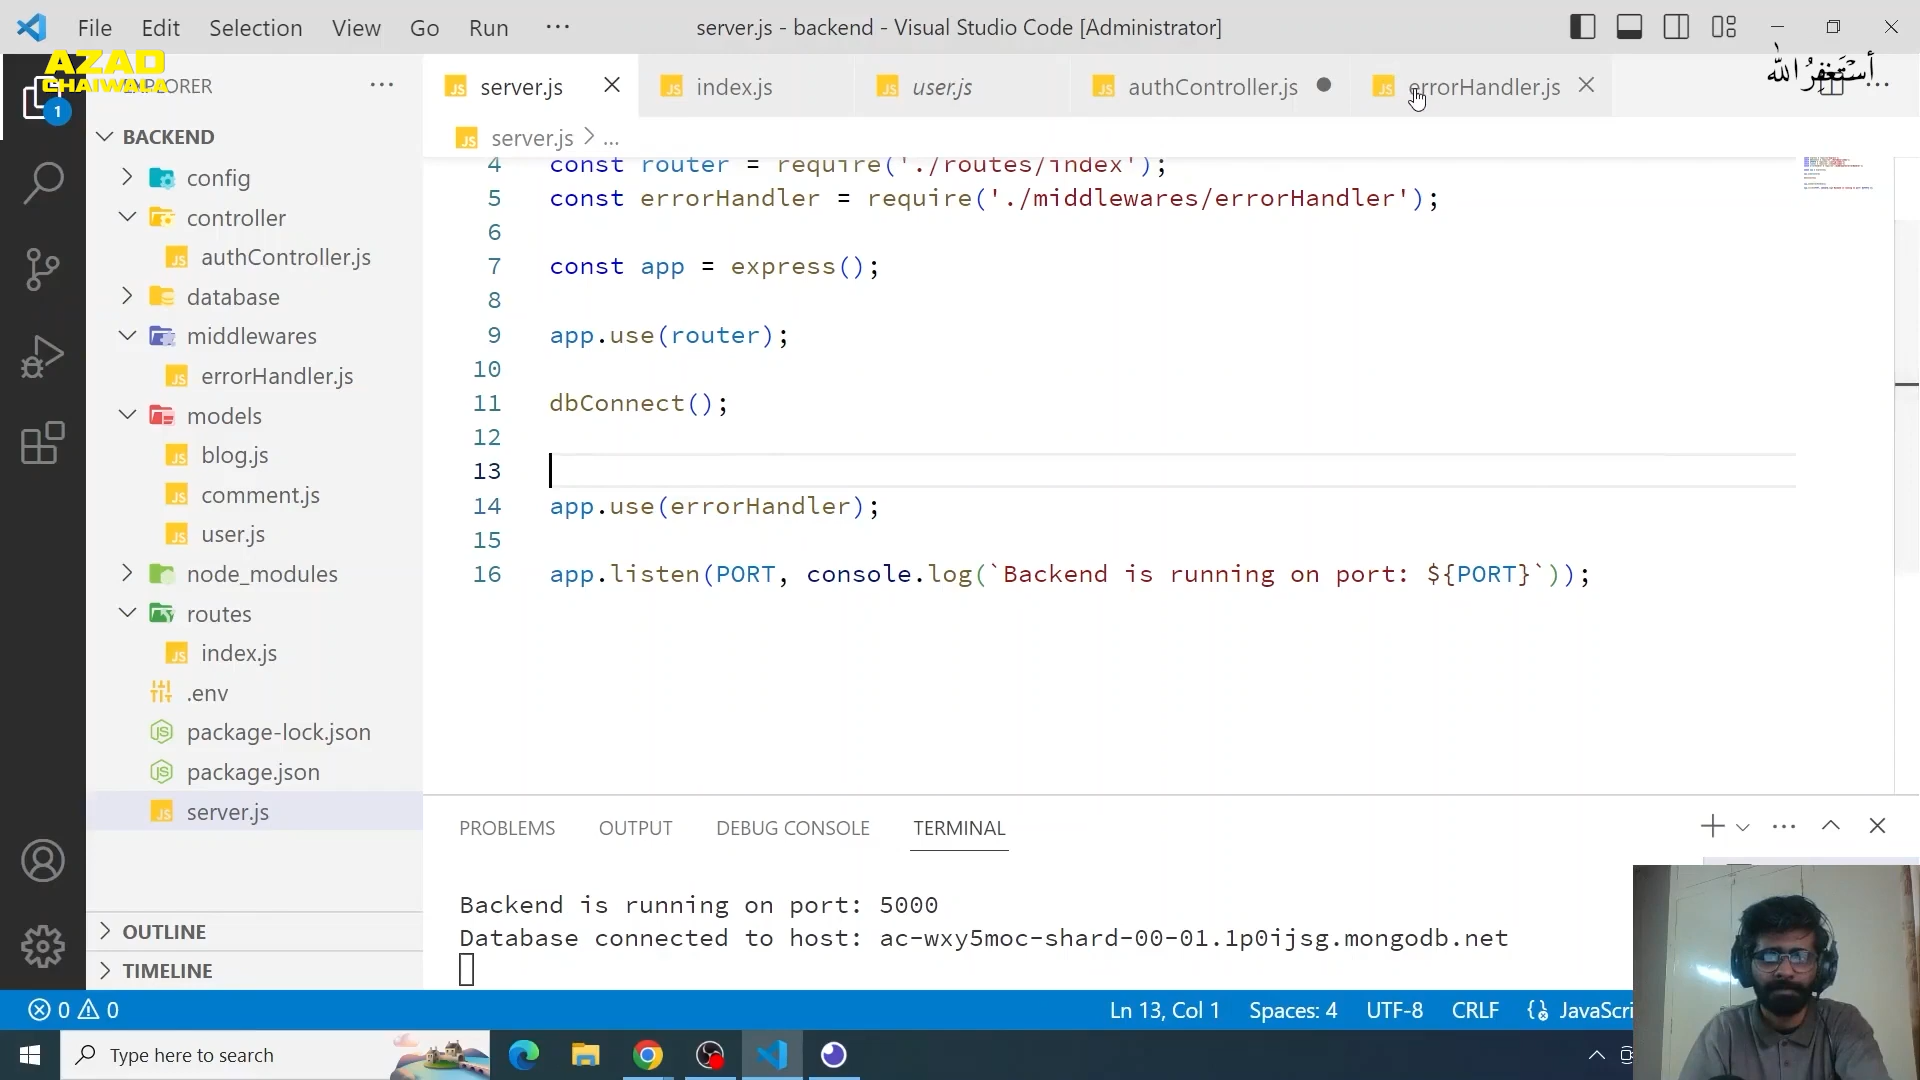 File Edit Selection View Go Run ··· server.js - backend - Visual Studio Code [Administrator]
AZAD
CHAIWALA
EXPLORER ···
أستغفر الله
server.js index.js user.js authController.js errorHandler.js ···
server.js > ...
BACKEND
config
controller
authController.js
database
middlewares
errorHandler.js
models
blog.js
comment.js
user.js
node_modules
routes
index.js
.env
package-lock.json
package.json
server.js
OUTLINE
TIMELINE
1
4 const router = require('./routes/index');
5 const errorHandler = require('./middlewares/errorHandler');
6
7 const app = express();
8
9 app.use(router);
10
11 dbConnect();
12
13
14 app.use(errorHandler);
15
16 app.listen(PORT, console.log(`Backend is running on port: ${PORT}`));
PROBLEMS OUTPUT DEBUG CONSOLE TERMINAL
Backend is running on port: 5000
Database connected to host: ac-wxy5moc-shard-00-01.1p0ijsg.mongodb.net
0 0 Ln 13, Col 1 Spaces: 4 UTF-8 CRLF JavaScri
Type here to search